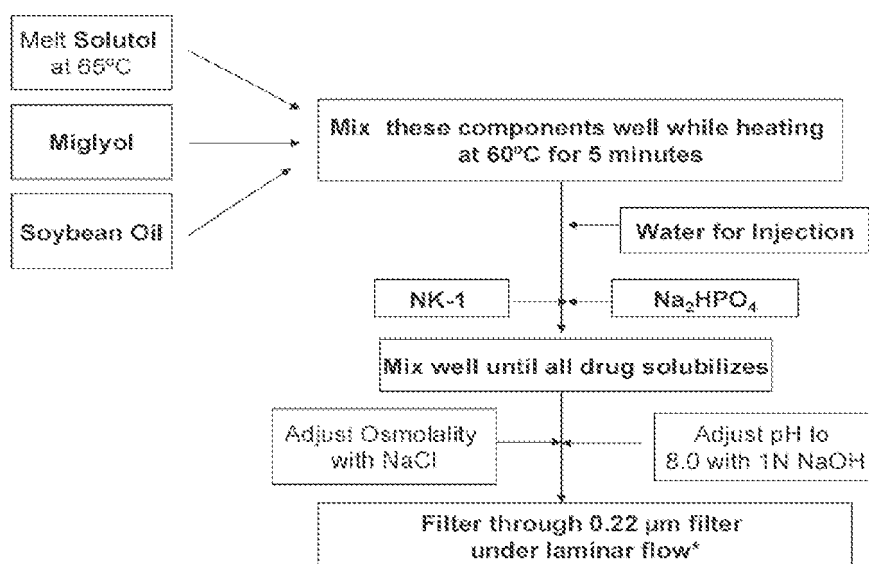 Melt Solutol
at 65ºC
Mix these components well while heating
at 60ºC for 5 minutes
Miglyol
Soybean Oil
Water for Injection
NK-1
Na₂HPO₄
Mix well until all drug solubilizes
Adjust Osmolality
with NaCl
Adjust pH to
8.0 with 1N NaOH
Filter through 0.22 µm filter
under laminar flow*